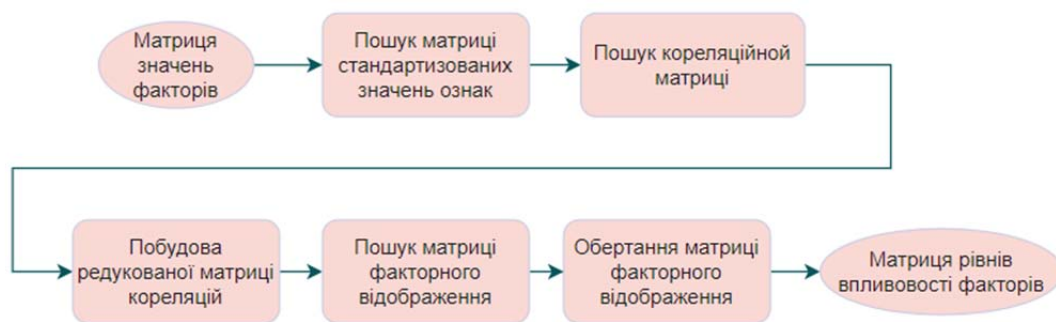 Матриця
значень
факторів
Пошук матриці
стандартизованих
значень ознак
Пошук кореляційної
матриці
Побудова
редукованої матриці
кореляцій
Пошук матриці
факторного
відображення
Обертання матриці
факторного
відображення
Матриця рівнів
впливовості факторів